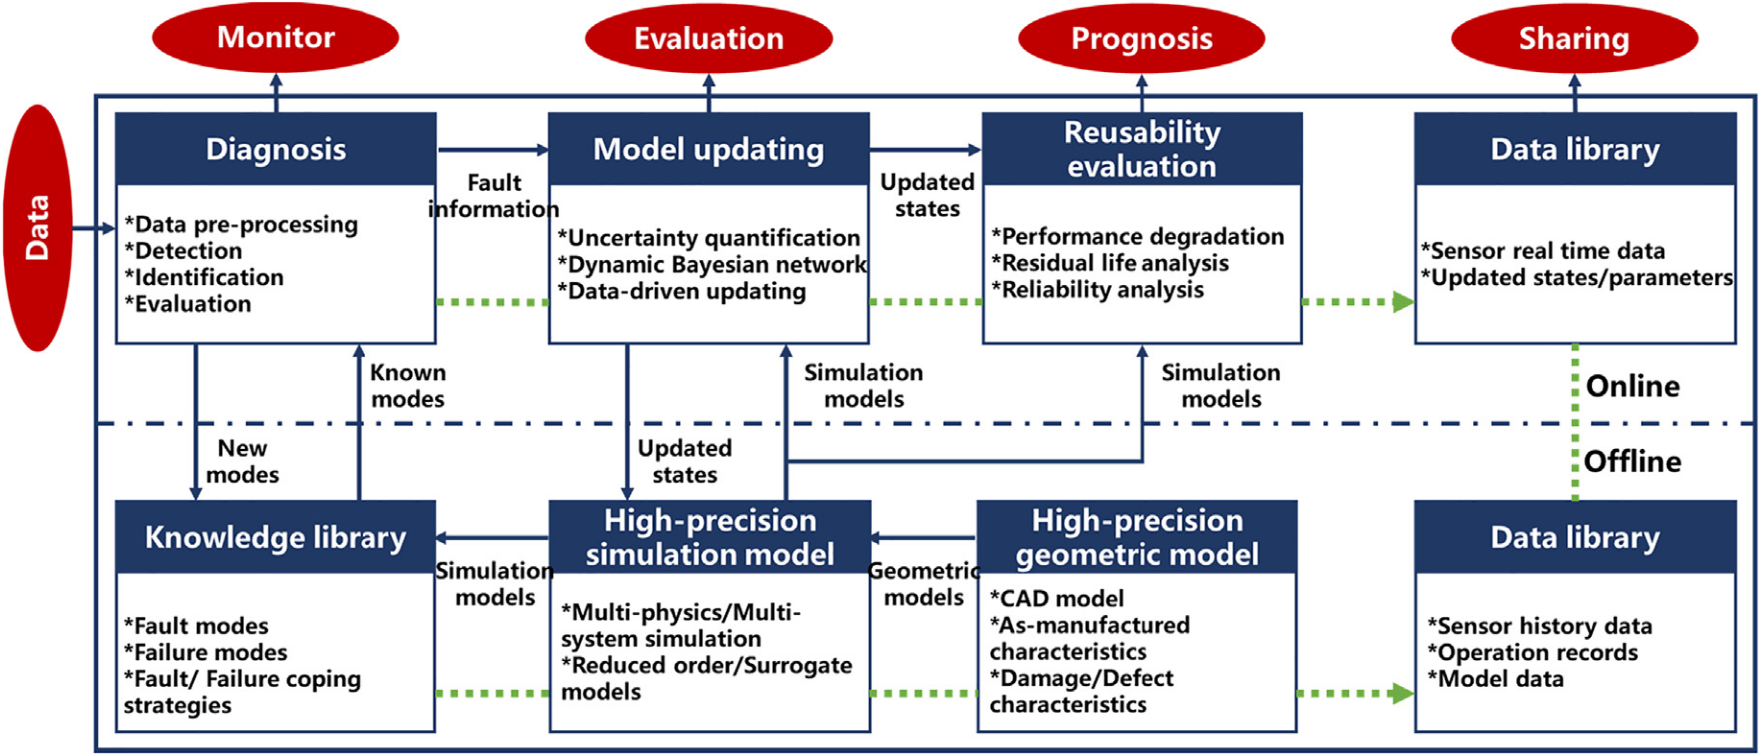 Monitor
Evaluation
Prognosis
Sharing
Data
Diagnosis
*Data pre-processing
*Detection
*Identification
*Evaluation
Fault
information
Model updating
*Uncertainty quantification
*Dynamic Bayesian network
*Data-driven updating
Updated
states
Reusability
evaluation
*Performance degradation
*Residual life analysis
*Reliability analysis
Data library
*Sensor real time data
*Updated states/parameters
Known
modes
Simulation
models
Simulation
models
Online
New
modes
Updated
states
Offline
Knowledge library
*Fault modes
*Failure modes
*Fault/ Failure coping
strategies
Simulation
models
High-precision
simulation model
*Multi-physics/Multi-
system simulation
*Reduced order/Surrogate
models
Geometric
models
High-precision
geometric model
*CAD model
*As-manufactured
characteristics
*Damage/Defect
characteristics
Data library
*Sensor history data
*Operation records
*Model data